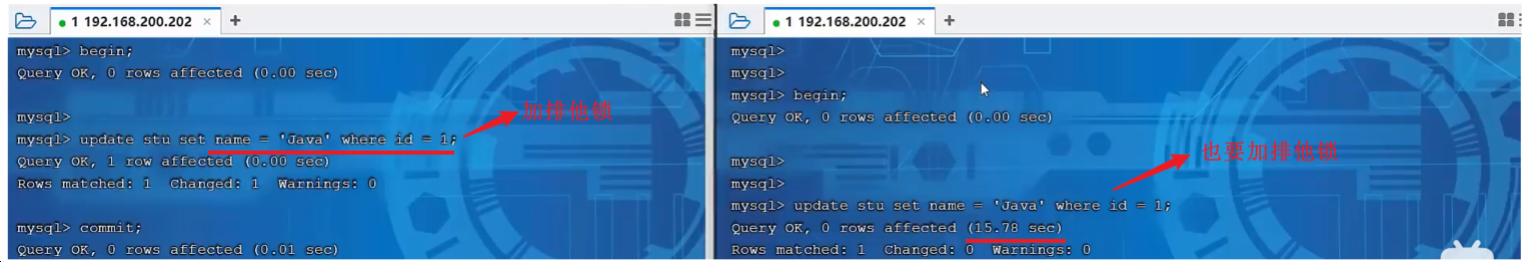 1 192.168.200.202 × +
mysql> begin;
Query OK, 0 rows affected (0.00 sec)
mysql>
mysql> update stu set name = 'Java' where id = 1;
加排他锁
Query OK, 1 row affected (0.00 sec)
Rows matched: 1 Changed: 1 Warnings: 0
mysql> commit;
Query OK, 0 rows affected (0.01 sec)
1 192.168.200.202 × +
mysql>
mysql>
mysql> begin;
Query OK, 0 rows affected (0.00 sec)
mysql>
也要加排他锁
mysql>
mysql> update stu set name = 'Java' where id = 1;
Query OK, 0 rows affected (15.78 sec)
Rows matched: 1 Changed: 0 Warnings: 0